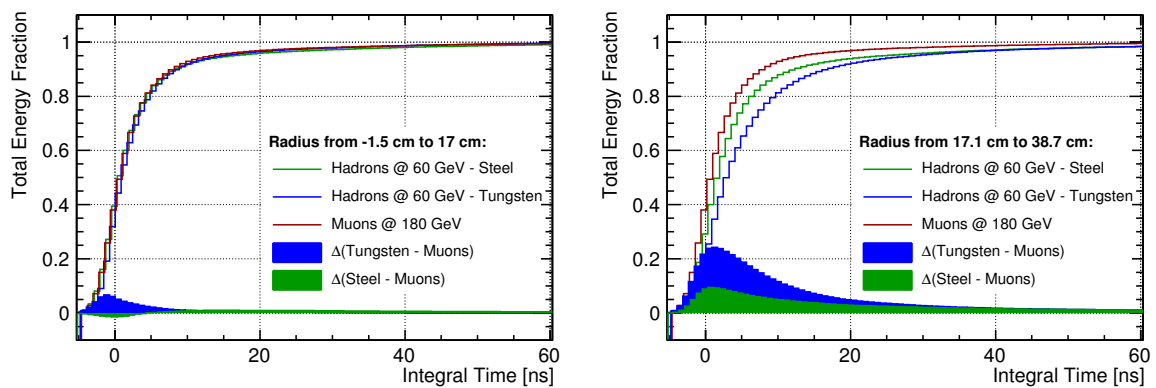 Total Energy Fraction
1
0.8
0.6
0.4
0.2
0
Radius from -1.5 cm to 17 cm:
Hadrons @ 60 GeV - Steel
Hadrons @ 60 GeV - Tungsten
Muons @ 180 GeV
Δ(Tungsten - Muons)
Δ(Steel - Muons)
0 20 40 60
Integral Time [ns]
Total Energy Fraction
1
0.8
0.6
0.4
0.2
0
Radius from 17.1 cm to 38.7 cm:
Hadrons @ 60 GeV - Steel
Hadrons @ 60 GeV - Tungsten
Muons @ 180 GeV
Δ(Tungsten - Muons)
Δ(Steel - Muons)
0 20 40 60
Integral Time [ns]